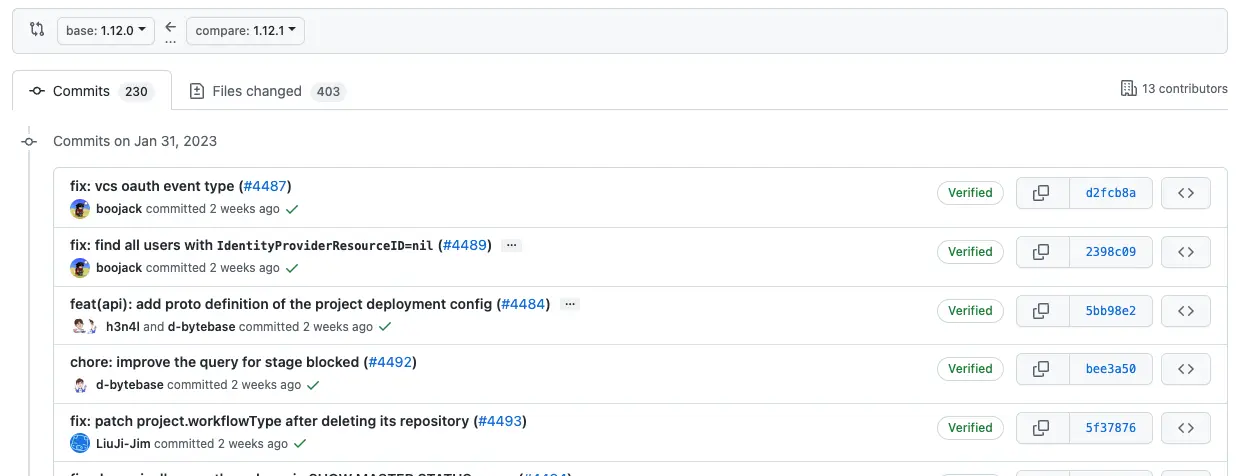 base: 1.12.0 ... compare: 1.12.1
Commits 230 Files changed 403 13 contributors
Commits on Jan 31, 2023
fix: vcs oauth event type (#4487)
boojack committed 2 weeks ago
Verified d2fcb8a
fix: find all users with IdentityProviderResourceID=nil (#4489) ...
boojack committed 2 weeks ago
Verified 2398c09
feat(api): add proto definition of the project deployment config (#4484) ...
h3n4l and d-bytebase committed 2 weeks ago
Verified 5bb98e2
chore: improve the query for stage blocked (#4492)
d-bytebase committed 2 weeks ago
Verified bee3a50
fix: patch project.workflowType after deleting its repository (#4493)
LiuJi-Jim committed 2 weeks ago
Verified 5f37876